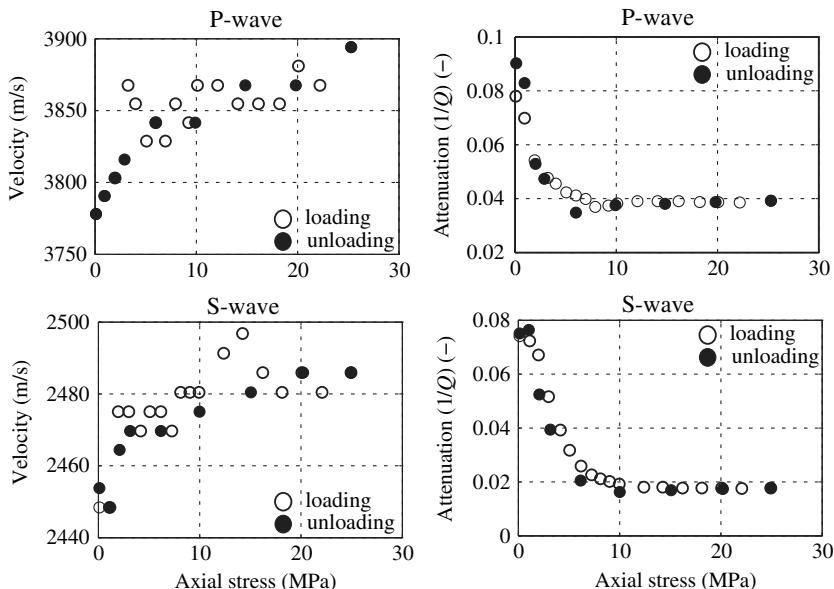 P-wave
3900
3850
3800
3750
Velocity (m/s)
loading
unloading
0
10
20
30
P-wave
0.1
0.08
0.06
0.04
0.02
Attenuation (1/Q) (−)
loading
unloading
0
10
20
30
S-wave
2500
2480
2460
2440
Velocity (m/s)
loading
unloading
0
10
20
30
Axial stress (MPa)
S-wave
0.08
0.06
0.04
0.02
0
Attenuation (1/Q) (−)
loading
unloading
0
10
20
30
Axial stress (MPa)